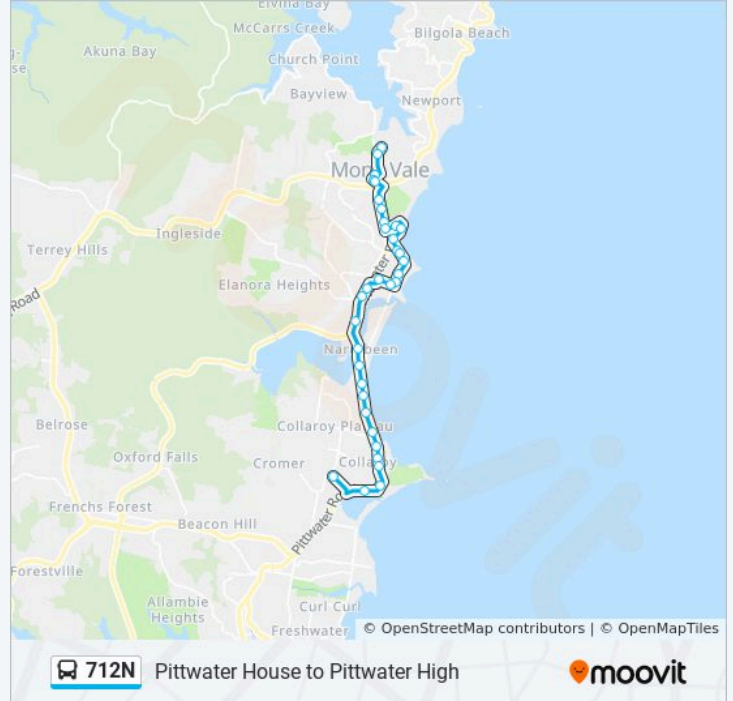 Elvina Bay
McCarrs Creek
Bilgola Beach
Akuna Bay
Church Point
Bayview
Newport
Mona Vale
Ingleside
Terrey Hills
Elanora Heights
Road
Narrabeen
Belrose
Collaroy Plateau
Oxford Falls
Cromer
Collaroy
Frenchs Forest
Beacon Hill
Pittwater Ro
Forestville
Allambie
Heights
Curl Curl
Freshwater
© OpenStreetMap contributors | © OpenMapTiles
712N Pittwater House to Pittwater High
moovit